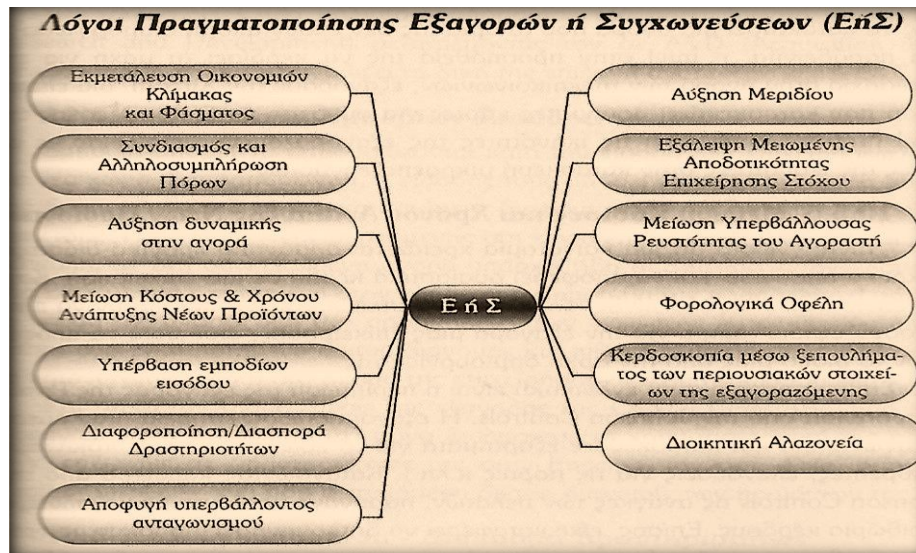 Λόγοι Πραγματοποίησης Εξαγορών ή Συγχωνεύσεων (ΕήΣ)
Εκμετάλευση Οικονομιών
Κλίμακας
και Φάσματος
Συνδιασμός και
Αλληλοσυμπλήρωση
Πόρων
Αύξηση δυναμικής
στην αγορά
Μείωση Κόστους & Χρόνου
Ανάπτυξης Νέων Προϊόντων
Υπέρβαση εμποδίων
εισόδου
Διαφοροποίηση/Διασπορά
Δραστηριοτήτων
Αποφυγή υπερβάλλοντος
ανταγωνισμού
Ε ή Σ
Αύξηση Μεριδίου
Εξάλειψη Μειωμένης
Αποδοτικότητας
Επιχείρησης Στόχου
Μείωση Υπερβάλλουσας
Ρευστότητας του Αγοραστή
Φορολογικά Οφέλη
Κερδοσκοπία μέσω ξεπουλήμα-
τος των περιουσιακών στοιχεί-
ών της εξαγοραζόμενης
Διοικητική Αλαζονεία